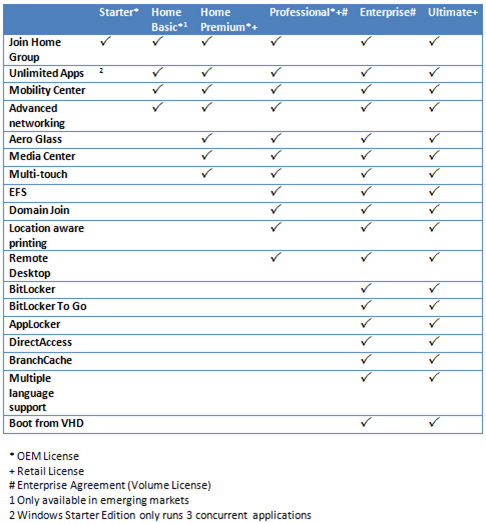 Starter* Home Basic*1 Home Premium*+ Professional*+# Enterprise# Ultimate+
Join Home Group ✓ ✓ ✓ ✓ ✓ ✓
Unlimited Apps 2 ✓ ✓ ✓ ✓ ✓
Mobility Center ✓ ✓ ✓ ✓ ✓
Advanced networking ✓ ✓ ✓ ✓ ✓
Aero Glass ✓ ✓ ✓ ✓
Media Center ✓ ✓ ✓ ✓
Multi-touch ✓ ✓ ✓ ✓
EFS ✓ ✓ ✓
Domain Join ✓ ✓ ✓
Location aware printing ✓ ✓ ✓
Remote Desktop ✓ ✓ ✓
BitLocker ✓ ✓
BitLocker To Go ✓ ✓
AppLocker ✓ ✓
DirectAccess ✓ ✓
BranchCache ✓ ✓
Multiple language support ✓ ✓
Boot from VHD ✓ ✓
* OEM License
+ Retail License
# Enterprise Agreement (Volume License)
1 Only available in emerging markets
2 Windows Starter Edition only runs 3 concurrent applications